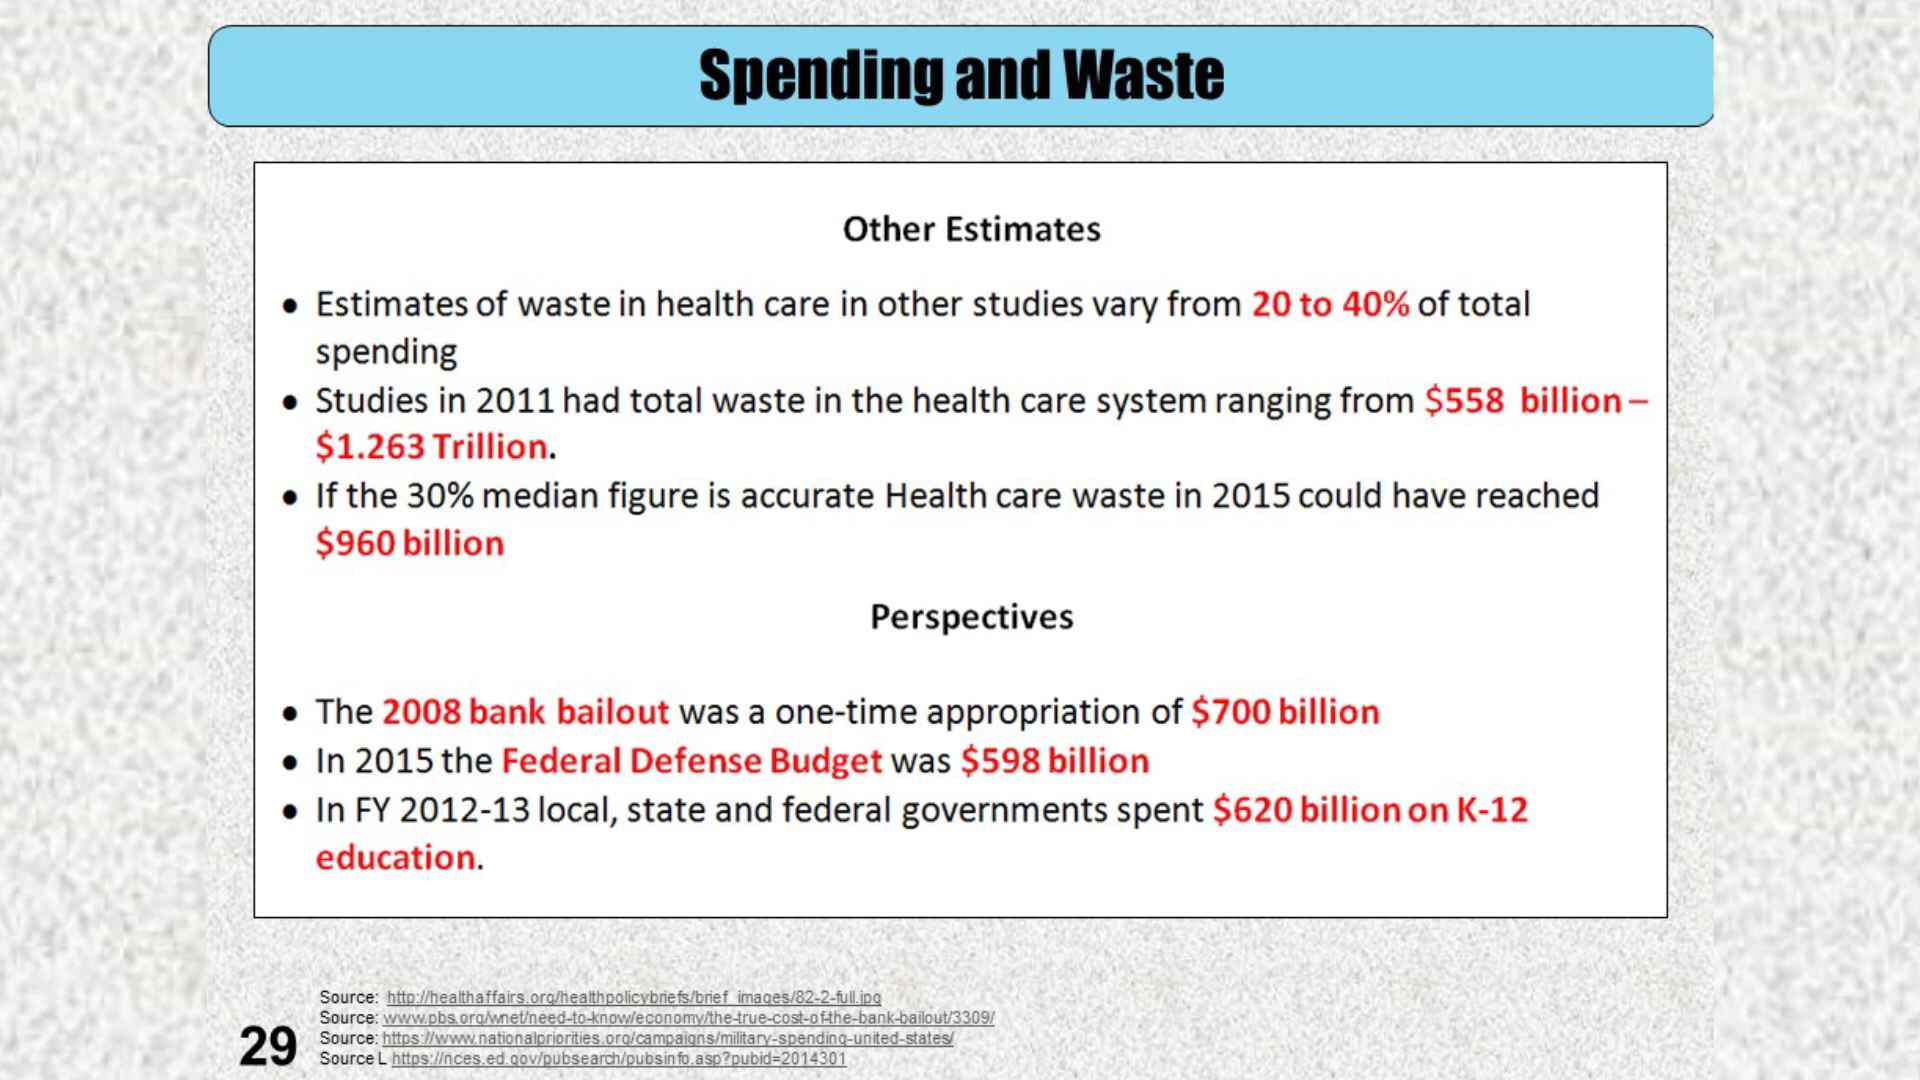 Spending and Waste
Other Estimates
● Estimates of waste in health care in other studies vary from 20 to 40% of total
spending
● Studies in 2011 had total waste in the health care system ranging from $558 billion –
$1.263 Trillion.
● If the 30% median figure is accurate Health care waste in 2015 could have reached
$960 billion
Perspectives
● The 2008 bank bailout was a one-time appropriation of $700 billion
● In 2015 the Federal Defense Budget was $598 billion
● In FY 2012-13 local, state and federal governments spent $620 billion on K-12
education.
Source: http://healthaffairs.org/healthpolicybriefs/brief_images/82-2-full.jpg
Source: www.pbs.org/wnet/need-to-know/economy/the-true-cost-of-the-bank-bailout/3309/
Source: https://www.nationalpriorities.org/campaigns/military-spending-united-states/
Source L https://nces.ed.gov/pubsearch/pubsinfo.asp?pubid=2014301
29